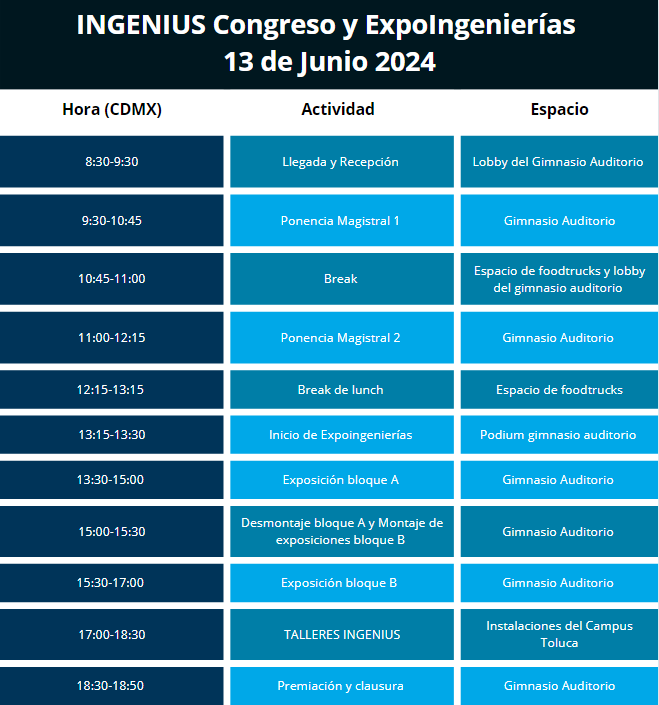 INGENIUS Congreso y ExpoIngenierías
13 de Junio 2024
Hora (CDMX) Actividad Espacio
8:30-9:30 Llegada y Recepción Lobby del Gimnasio Auditorio
9:30-10:45 Ponencia Magistral 1 Gimnasio Auditorio
10:45-11:00 Break Espacio de foodtrucks y lobby
del gimnasio auditorio
11:00-12:15 Ponencia Magistral 2 Gimnasio Auditorio
12:15-13:15 Break de lunch Espacio de foodtrucks
13:15-13:30 Inicio de Expoingenierías Podium gimnasio auditorio
13:30-15:00 Exposición bloque A Gimnasio Auditorio
15:00-15:30 Desmontaje bloque A y Montaje de
exposiciones bloque B Gimnasio Auditorio
15:30-17:00 Exposición bloque B Gimnasio Auditorio
17:00-18:30 TALLERES INGENIUS Instalaciones del Campus
Toluca
18:30-18:50 Premiación y clausura Gimnasio Auditorio